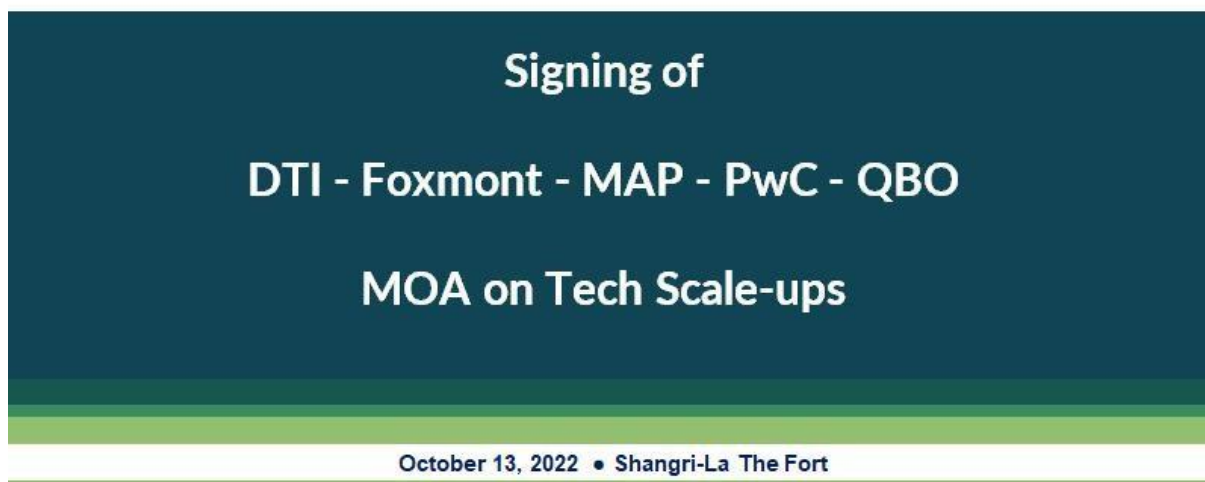 Signing of
DTI - Foxmont - MAP - PwC - QBO
MOA on Tech Scale-ups
October 13, 2022 ● Shangri-La The Fort